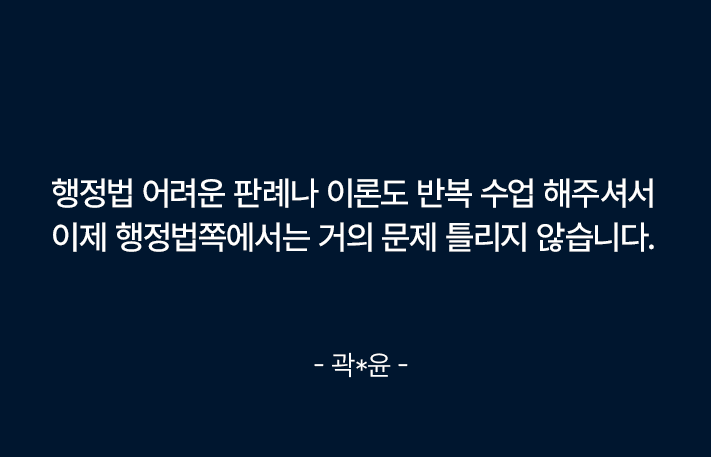 행정법 어려운 판례나 이론도 반복 수업 해주셔서
이제 행정법쪽에서는 거의 문제 틀리지 않습니다.
- 곽*윤 -